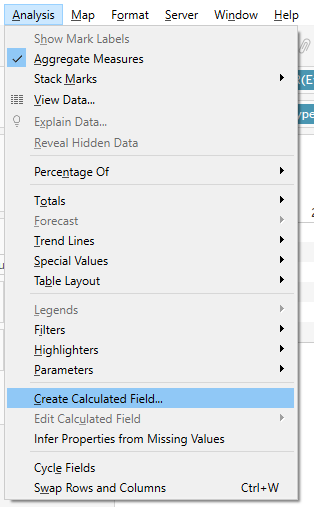 Analysis Map Format Server Window Help
Show Mark Labels
Aggregate Measures
Stack Marks
View Data...
Explain Data...
Reveal Hidden Data
Percentage Of
Totals
Forecast
Trend Lines
Special Values
Table Layout
Legends
Filters
Highlighters
Parameters
Create Calculated Field...
Edit Calculated Field
Infer Properties from Missing Values
Cycle Fields
Swap Rows and Columns Ctrl+W